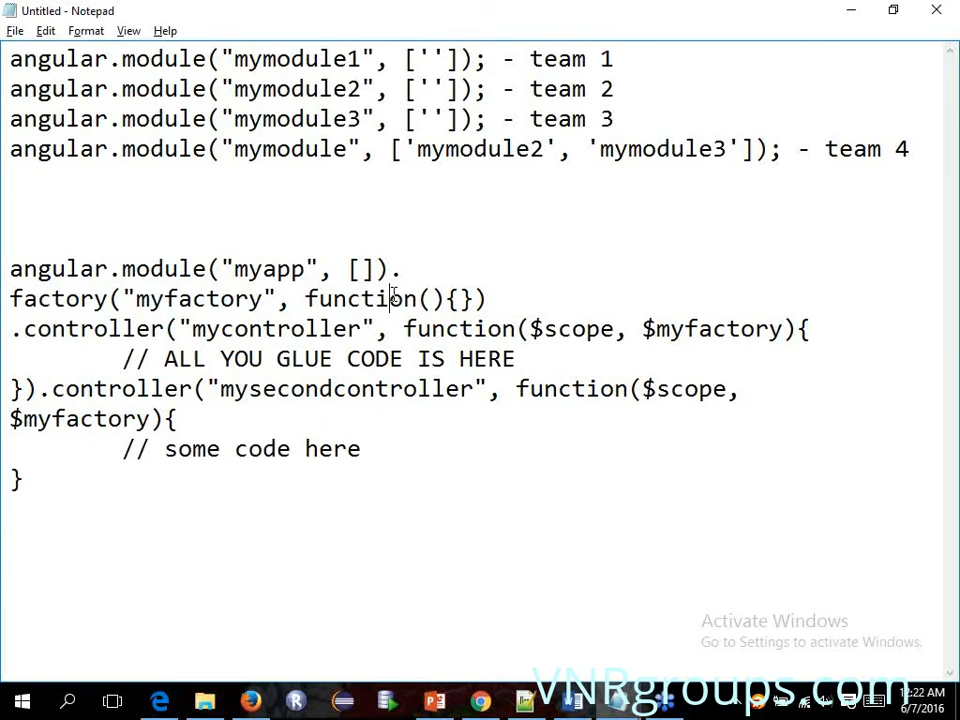 Untitled - Notepad
File Edit Format View Help
angular.module("mymodule1", ['']); - team 1
angular.module("mymodule2", ['']); - team 2
angular.module("mymodule3", ['']); - team 3
angular.module("mymodule", ['mymodule2', 'mymodule3']); - team 4
angular.module("myapp", []).
factory("myfactory", function(){})
.controller("mycontroller", function($scope, $myfactory){
// ALL YOU GLUE CODE IS HERE
}).controller("mysecondcontroller", function($scope,
$myfactory){
// some code here
}
Activate Windows
Go to Settings to activate Windows.
VNRgroups.com
12:22 AM
6/7/2016